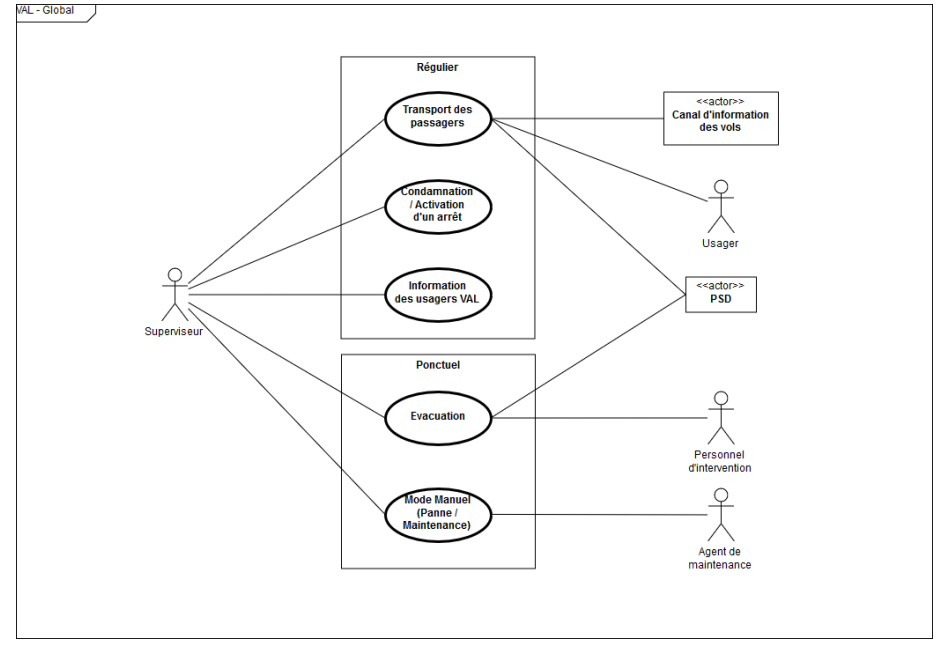 VAL - Global
Régulier
Transport des
passagers
<<actor>>
Canal d'information
des vols
Condamnation
/ Activation
d'un arrêt
Usager
Information
des usagers VAL
<<actor>>
PSD
Superviseur
Ponctuel
Evacuation
Personnel
d'intervention
Mode Manuel
(Panne /
Maintenance)
Agent de
maintenance